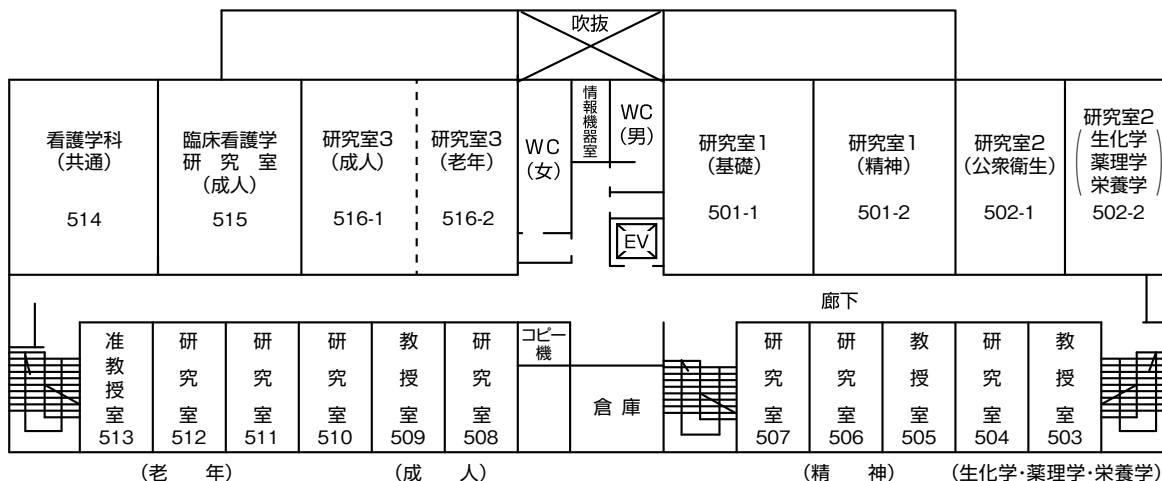 吹抜
看護学科
(共通)
514
臨床看護学
研　究　室
(成人)
515
研究室3
(成人)
516-1
研究室3
(老年)
516-2
WC
(女)
情報機器室
WC
(男)
EV
研究室1
(基礎)
501-1
研究室1
(精神)
501-2
研究室2
(公衆衛生)
502-1
研究室2
(生化学
薬理学
栄養学)
502-2
廊下
准教授室
513
研究室
512
研究室
511
研究室
510
教授室
509
研究室
508
コピー
機
倉庫
研究室
507
研究室
506
教授室
505
研究室
504
教授室
503
(老　年)
(成　人)
(精　神)
(生化学・薬理学・栄養学)